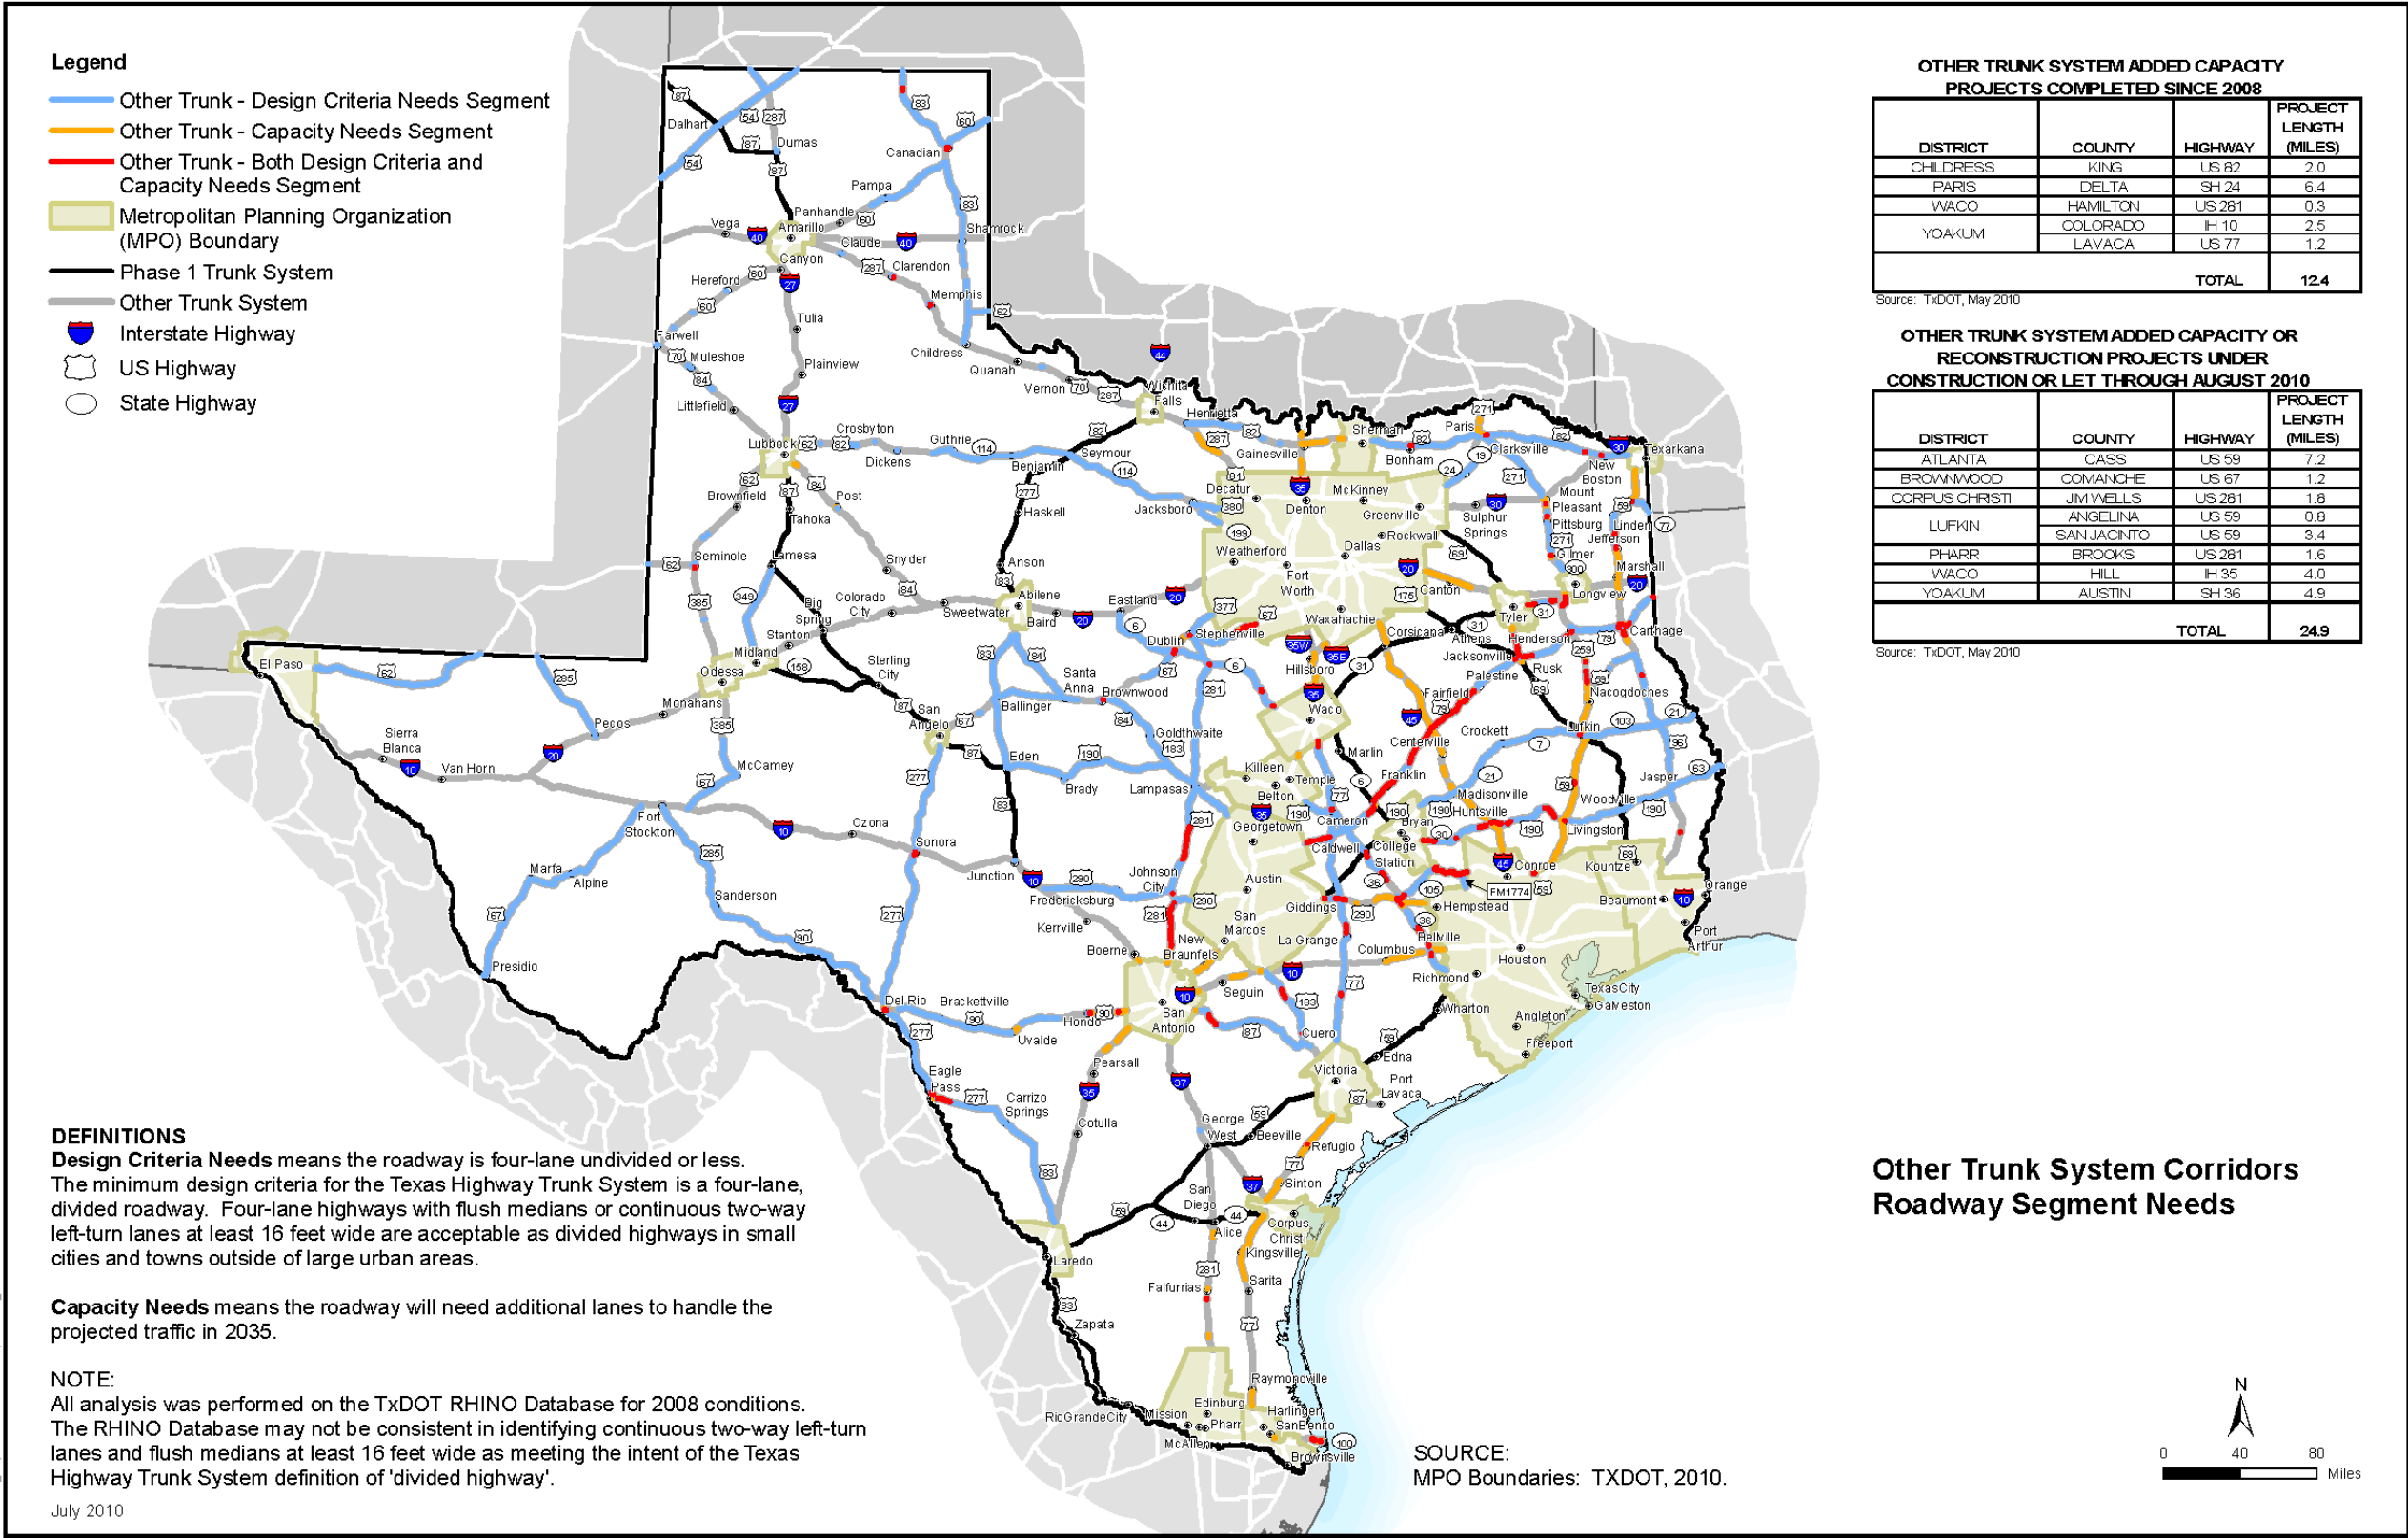 Legend
Other Trunk - Design Criteria Needs Segment
Other Trunk - Capacity Needs Segment
Other Trunk - Both Design Criteria and
Capacity Needs Segment
Metropolitan Planning Organization
(MPO) Boundary
Phase 1 Trunk System
Other Trunk System
Interstate Highway
US Highway
State Highway
OTHER TRUNK SYSTEM ADDED CAPACITY
PROJECTS COMPLETED SINCE 2008
DISTRICT COUNTY HIGHWAY PROJECT LENGTH (MILES)
CHILDRESS KING US 82 2.0
PARIS DELTA SH 24 6.4
WACO HAMILTON US 281 0.3
YOAKUM COLORADO IH 10 2.5
LAVACA US 77 1.2
TOTAL 12.4
Source: TxDOT, May 2010
OTHER TRUNK SYSTEM ADDED CAPACITY OR
RECONSTRUCTION PROJECTS UNDER
CONSTRUCTION OR LET THROUGH AUGUST 2010
DISTRICT COUNTY HIGHWAY PROJECT LENGTH (MILES)
ATLANTA CASS US 59 7.2
BROWNWOOD COMANCHE US 67 1.2
CORPUS CHRISTI JIM WELLS US 281 1.8
LUFKIN ANGELINA US 59 0.8
SAN JACINTO US 59 3.4
PHARR BROOKS US 281 1.6
WACO HILL IH 35 4.0
YOAKUM AUSTIN SH 36 4.9
TOTAL 24.9
Source: TxDOT, May 2010
Dalhart
Dumas
Canadian
Pampa
Panhandle
Vega
Amarillo
Claude
Shamrock
Canyon
Clarendon
Hereford
Memphis
Tulia
Farwell
Muleshoe
Plainview
Childress
Quanah
Vernon
Wichita
Falls
Littlefield
Henrietta
Lubbock
Crosbyton
Dickens
Guthrie
Benjamin
Seymour
Gainesville
Sherman
Bonham
Paris
Clarksville
New
Boston
Texarkana
Brownfield
Post
Tahoka
Haskell
Jacksboro
Decatur
Denton
McKinney
Greenville
Sulphur
Springs
Mount
Pleasant
Pittsburg
Linden
Jefferson
Gilmer
Marshall
Longview
Seminole
Lamesa
Snyder
Anson
Weatherford
Fort
Worth
Dallas
Rockwall
Canton
Tyler
Big
Spring
Colorado
City
Sweetwater
Abilene
Baird
Eastland
Dublin
Stephenville
Waxahachie
Corsicana
Athens
Henderson
Carthage
Jacksonville
Rusk
Palestine
Nacogdoches
Stanton
Midland
Odessa
Sterling
City
Santa
Anna
Brownwood
Hillsboro
Waco
Fairfield
El Paso
Monahans
Pecos
San
Angelo
Ballinger
Goldthwaite
Marlin
Centerville
Crockett
Lufkin
Sierra
Blanca
Van Horn
McCamey
Eden
Brady
Lampasas
Killeen
Temple
Belton
Franklin
Madisonville
Jasper
Woodville
Fort
Stockton
Ozona
Sonora
Georgetown
Cameron
Bryan
Huntsville
Livingston
Marfa
Alpine
Sanderson
Junction
Johnson
City
Caldwell
College
Station
Conroe
Kountze
Fredericksburg
Austin
Giddings
Hempstead
FM1774
Beaumont
Orange
Kerrville
Boerne
San
Marcos
New
Braunfels
La Grange
Columbus
Bellville
Houston
Port
Arthur
Presidio
Del Rio
Brackettville
Uvalde
Hondo
San
Antonio
Seguin
Richmond
Wharton
TexasCity
Galveston
Angleton
Freeport
Cuero
Edna
Victoria
Port
Lavaca
Eagle
Pass
Carrizo
Springs
Pearsall
Cotulla
George
West
Beeville
Refugio
Sinton
San
Diego
Alice
Corpus
Christi
Kingsville
Laredo
Falfurrias
Sarita
Zapata
Raymondville
RioGrandeCity
Mission
Edinburg
Pharr
McAllen
Harlingen
SanBenito
Brownsville
DEFINITIONS
Design Criteria Needs means the roadway is four-lane undivided or less.
The minimum design criteria for the Texas Highway Trunk System is a four-lane,
divided roadway. Four-lane highways with flush medians or continuous two-way
left-turn lanes at least 16 feet wide are acceptable as divided highways in small
cities and towns outside of large urban areas.
Capacity Needs means the roadway will need additional lanes to handle the
projected traffic in 2035.
NOTE:
All analysis was performed on the TxDOT RHINO Database for 2008 conditions.
The RHINO Database may not be consistent in identifying continuous two-way left-turn
lanes and flush medians at least 16 feet wide as meeting the intent of the Texas
Highway Trunk System definition of 'divided highway'.
July 2010
SOURCE:
MPO Boundaries: TXDOT, 2010.
Other Trunk System Corridors
Roadway Segment Needs
N
0 40 80
Miles